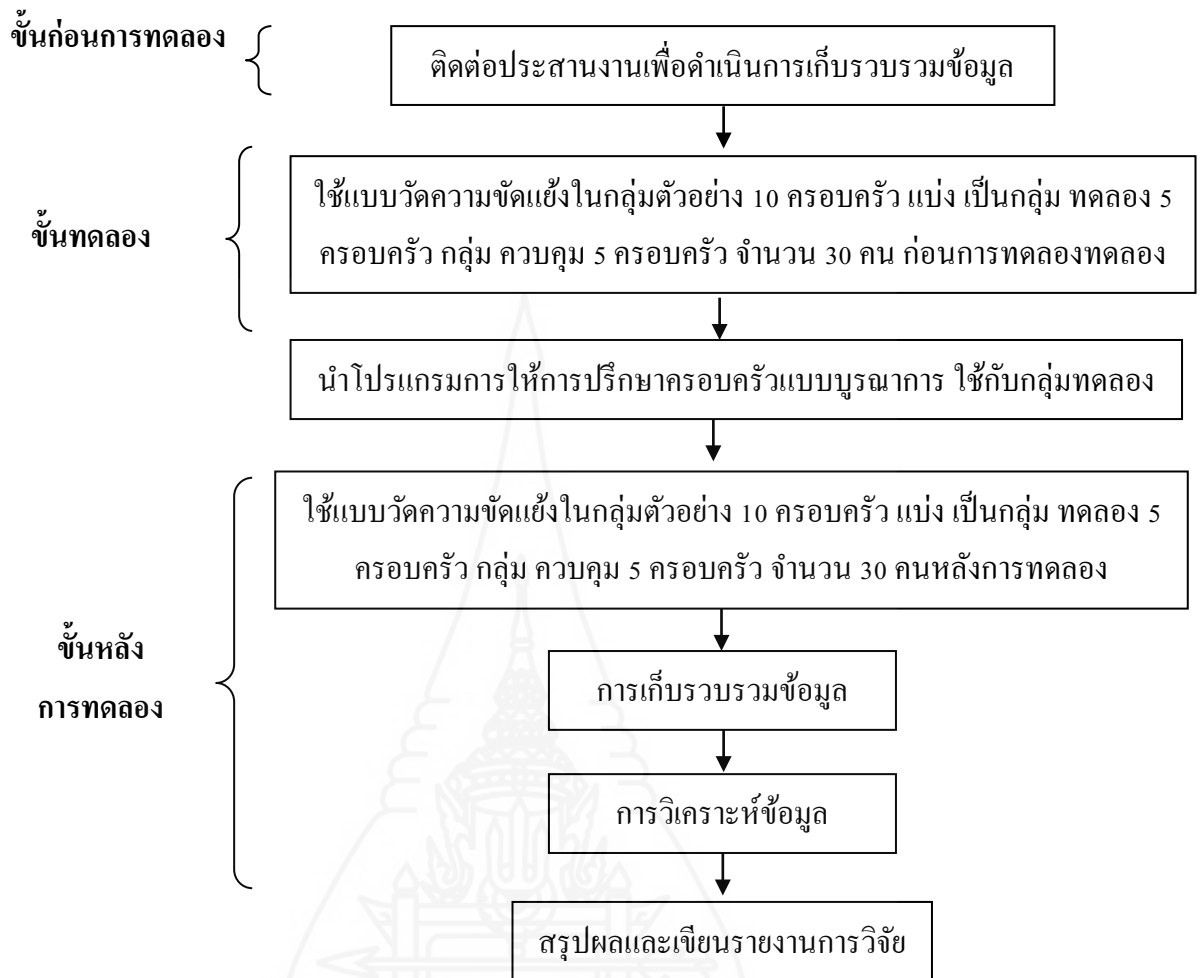 ขั้นก่อนการทดลอง
ติดต่อประสานงานเพื่อดำเนินการเก็บรวบรวมข้อมูล
ขั้นทดลอง
ใช้แบบวัดความขัดแย้งในกลุ่มตัวอย่าง 10 ครอบครัว แบ่ง เป็นกลุ่ม ทดลอง 5
ครอบครัว กลุ่ม ควบคุม 5 ครอบครัว จำนวน 30 คน ก่อนการทดลองทดลอง
นำโปรแกรมการให้การปรึกษาครอบครัวแบบบูรณาการ ใช้กับกลุ่มทดลอง
ขั้นหลัง
การทดลอง
ใช้แบบวัดความขัดแย้งในกลุ่มตัวอย่าง 10 ครอบครัว แบ่ง เป็นกลุ่ม ทดลอง 5
ครอบครัว กลุ่ม ควบคุม 5 ครอบครัว จำนวน 30 คนหลังการทดลอง
การเก็บรวบรวมข้อมูล
การวิเคราะห์ข้อมูล
สรุปผลและเขียนรายงานการวิจัย